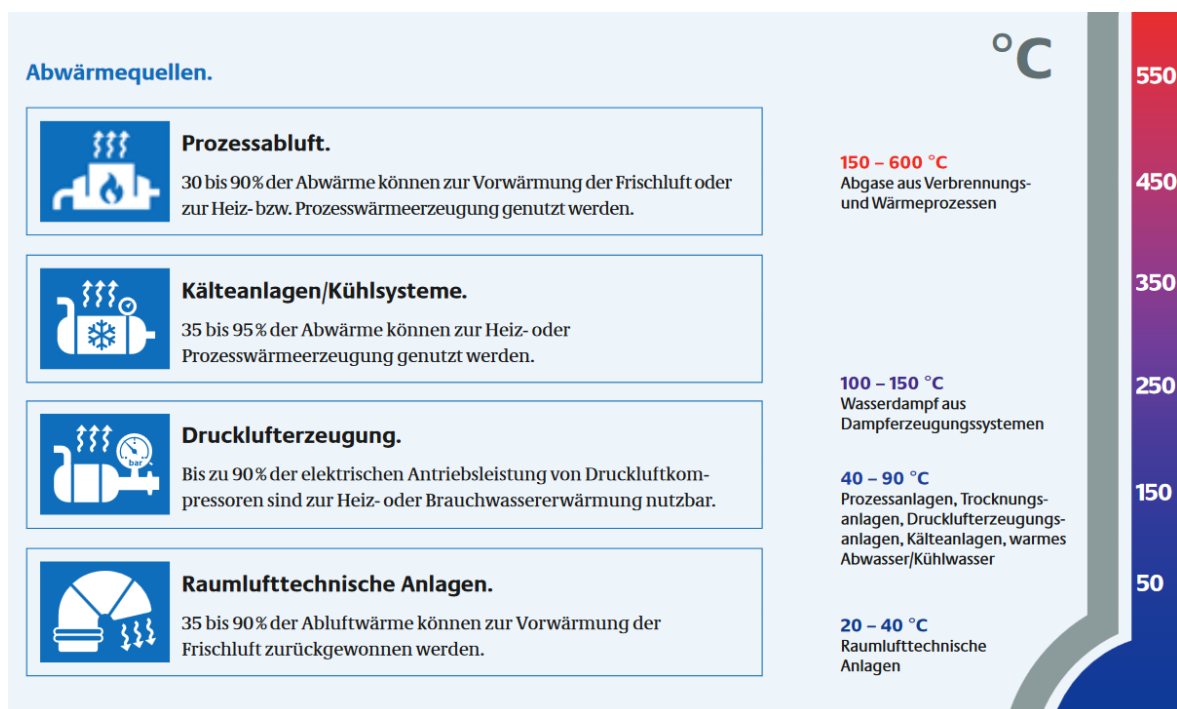 Abwärmequellen.
Prozessabluft.
30 bis 90 % der Abwärme können zur Vorwärmung der Frischluft oder
zur Heiz- bzw. Prozesswärmeerzeugung genutzt werden.
Kälteanlagen/Kühlsysteme.
35 bis 95 % der Abwärme können zur Heiz- oder
Prozesswärmeerzeugung genutzt werden.
bar
Drucklufterzeugung.
Bis zu 90 % der elektrischen Antriebsleistung von Druckluftkom-
pressoren sind zur Heiz- oder Brauchwassererwärmung nutzbar.
Raumlufttechnische Anlagen.
35 bis 90 % der Abluftwärme können zur Vorwärmung der
Frischluft zurückgewonnen werden.
°C
150 – 600 °C
Abgase aus Verbrennungs-
und Wärmeprozessen
100 – 150 °C
Wasserdampf aus
Dampferzeugungssystemen
40 – 90 °C
Prozessanlagen, Trocknungs-
anlagen, Drucklufterzeugungs-
anlagen, Kälteanlagen, warmes
Abwasser/Kühlwasser
20 – 40 °C
Raumlufttechnische
Anlagen
550
450
350
250
150
50